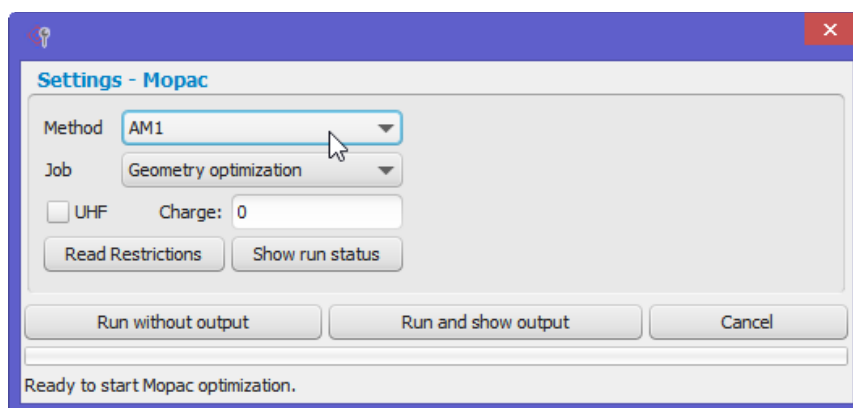 Settings - Mopac
Method AM1
Job Geometry optimization
UHF Charge: 0
Read Restrictions Show run status
Run without output Run and show output Cancel
Ready to start Mopac optimization.